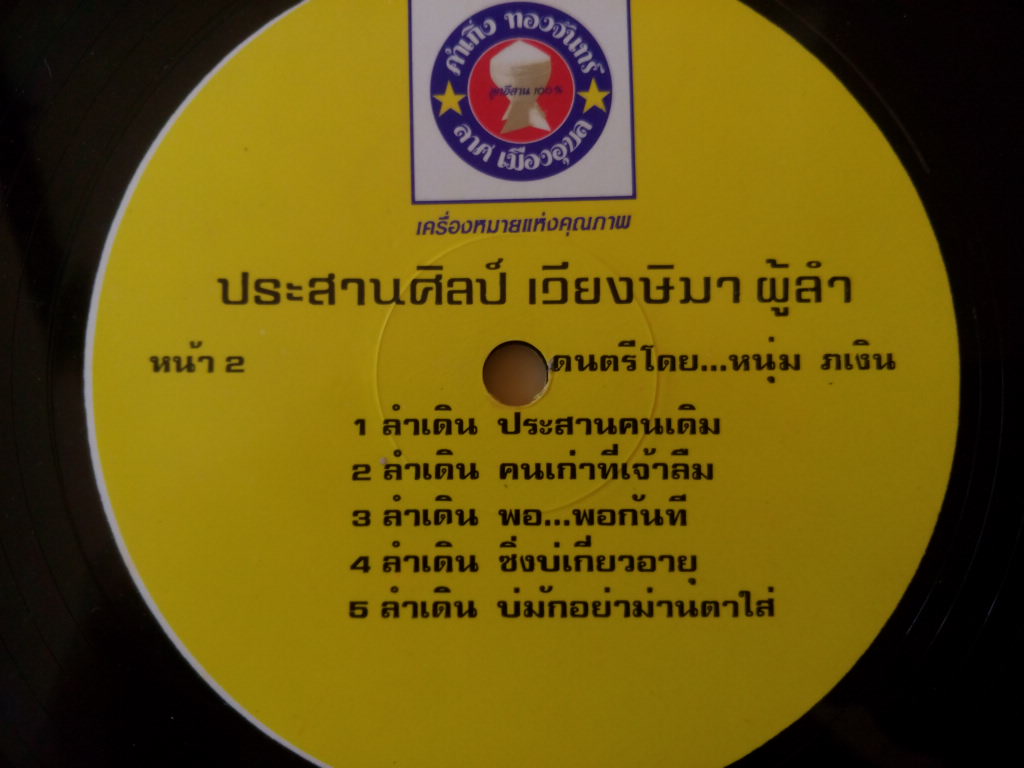 คำเกิ่ง ทองจันทร์
ลูกอีสาน 100%
ลาศ เมืองอุบล
เครื่องหมายแห่งคุณภาพ
ประสานศิลป์ เวียงษิมา ผู้ลำ
หน้า 2 ดนตรีโดย...หนุ่ม ภเงิน
1 ลำเดิน ประสานคนเดิม
2 ลำเดิน คนเก่าที่เจ้าลืม
3 ลำเดิน พอ...พอกันที
4 ลำเดิน ซิ่งบ่เกี่ยวอายุ
5 ลำเดิน บ่มักอย่าม่านตาใส่